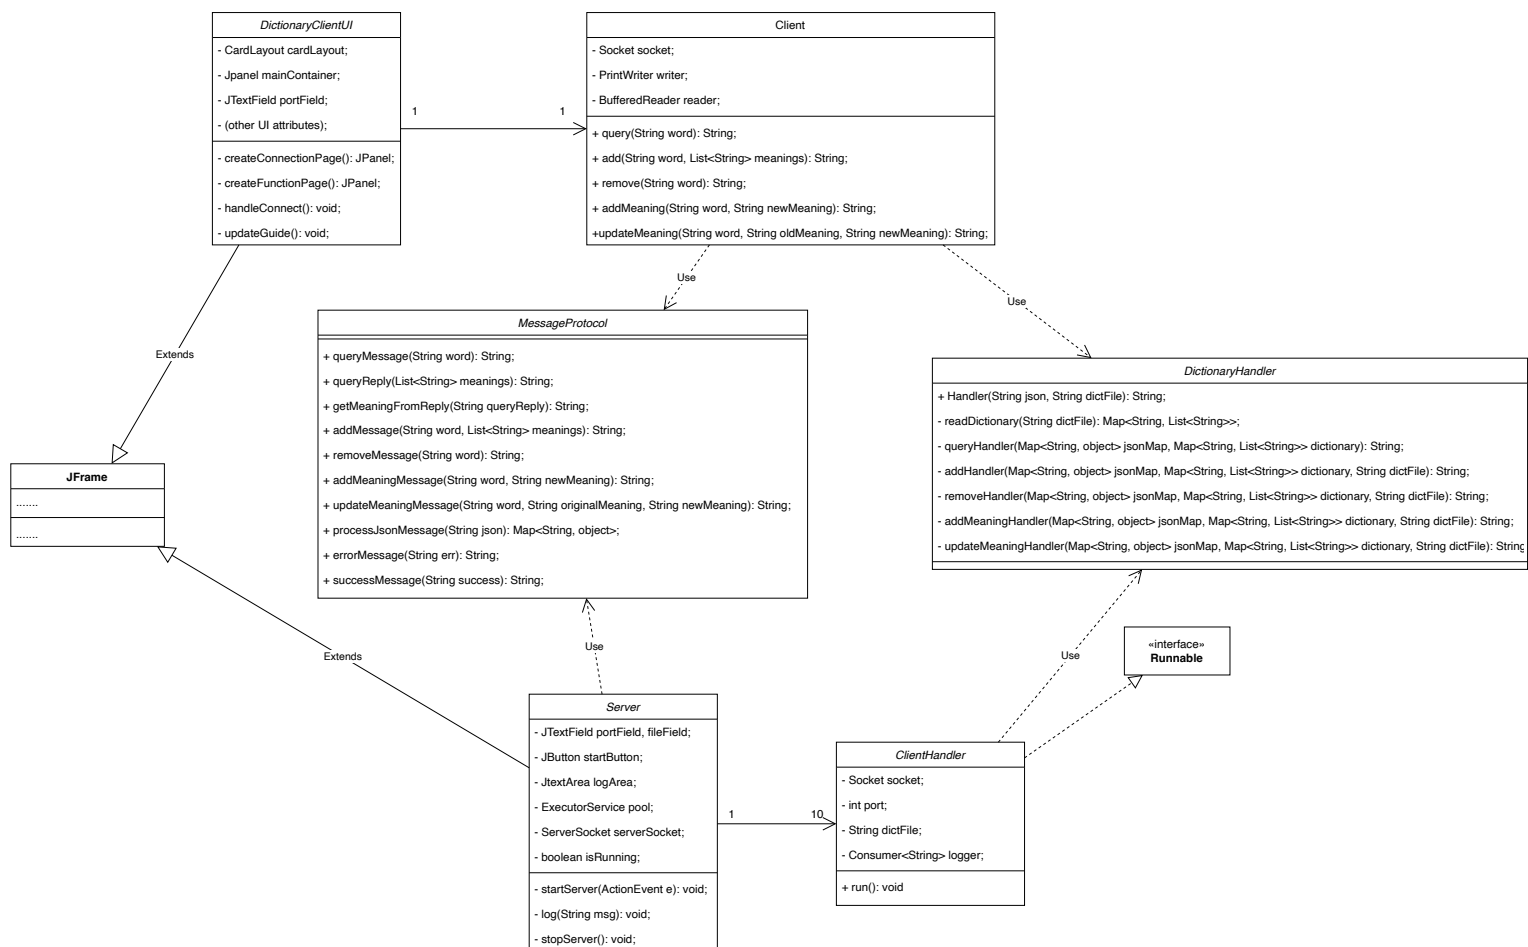 DictionaryClientUI
- CardLayout cardLayout;
- Jpanel mainContainer;
- JTextField portField;
- (other UI attributes);
- createConnectionPage(): JPanel;
- createFunctionPage(): JPanel;
- handleConnect(): void;
- updateGuide(): void;
1
1
Client
- Socket socket;
- PrintWriter writer;
- BufferedReader reader;
+ query(String word): String;
+ add(String word, List<String> meanings): String;
+ remove(String word): String;
+ addMeaning(String word, String newMeaning): String;
+updateMeaning(String word, String oldMeaning, String newMeaning): String;
Use
Use
Extends
MessageProtocol
+ queryMessage(String word): String;
+ queryReply(List<String> meanings): String;
+ getMeaningFromReply(String queryReply): String;
+ addMessage(String word, List<String> meanings): String;
+ removeMessage(String word): String;
+ addMeaningMessage(String word, String newMeaning): String;
+ updateMeaningMessage(String word, String originalMeaning, String newMeaning): String;
+ processJsonMessage(String json): Map<String, object>;
+ errorMessage(String err): String;
+ successMessage(String success): String;
DictionaryHandler
+ Handler(String json, String dictFile): String;
- readDictionary(String dictFile): Map<String, List<String>>;
- queryHandler(Map<String, object> jsonMap, Map<String, List<String>> dictionary): String;
- addHandler(Map<String, object> jsonMap, Map<String, List<String>> dictionary, String dictFile): String;
- removeHandler(Map<String, object> jsonMap, Map<String, List<String>> dictionary, String dictFile): String;
- addMeaningHandler(Map<String, object> jsonMap, Map<String, List<String>> dictionary, String dictFile): String;
- updateMeaningHandler(Map<String, object> jsonMap, Map<String, List<String>> dictionary, String dictFile): String
JFrame
.......
.......
Extends
Use
Use
«interface»
Runnable
Server
- JTextField portField, fileField;
- JButton startButton;
- JtextArea logArea;
- ExecutorService pool;
- ServerSocket serverSocket;
- boolean isRunning;
- startServer(ActionEvent e): void;
- log(String msg): void;
- stopServer(): void;
1
10
ClientHandler
- Socket socket;
- int port;
- String dictFile;
- Consumer<String> logger;
+ run(): void